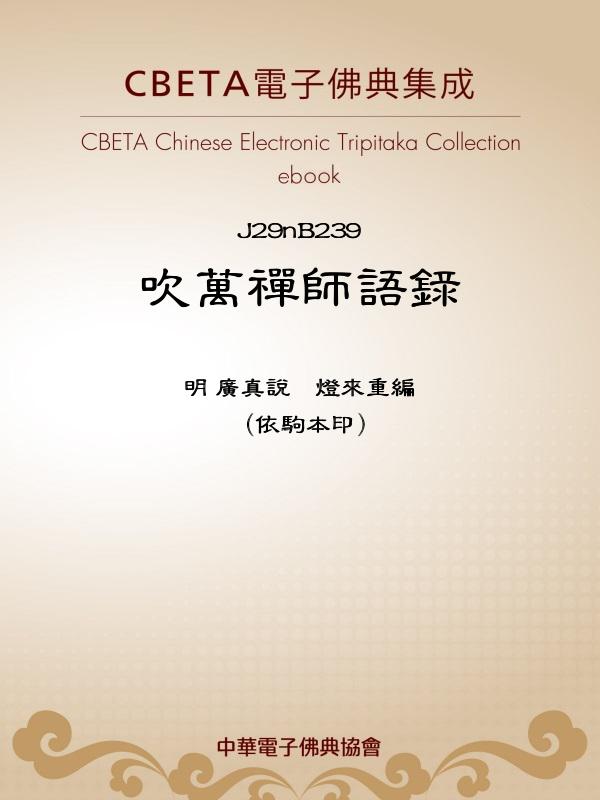 CBETA電子佛典集成
CBETA Chinese Electronic Tripitaka Collection
ebook
J29nB239
吹萬禪師語錄
明 廣真說　燈來重編
(依駒本印)
中華電子佛典協會